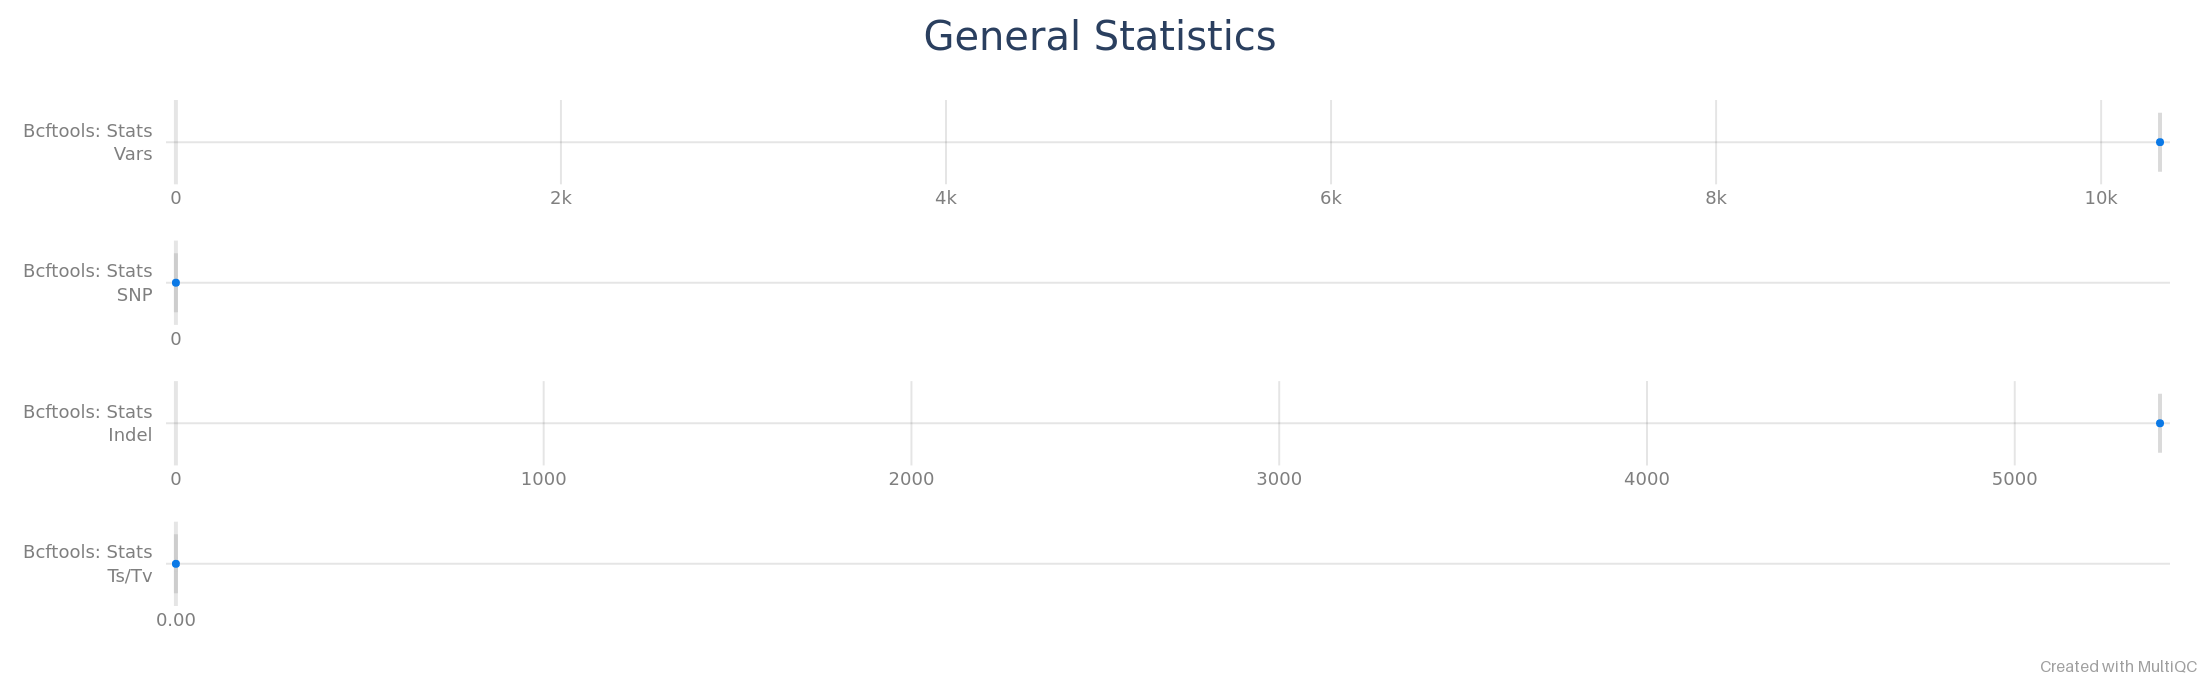 General Statistics
Bcftools: Stats
Vars
0 2k 4k 6k 8k 10k
Bcftools: Stats
SNP
0
Bcftools: Stats
Indel
0 1000 2000 3000 4000 5000
Bcftools: Stats
Ts/Tv
0.00
Created with MultiQC